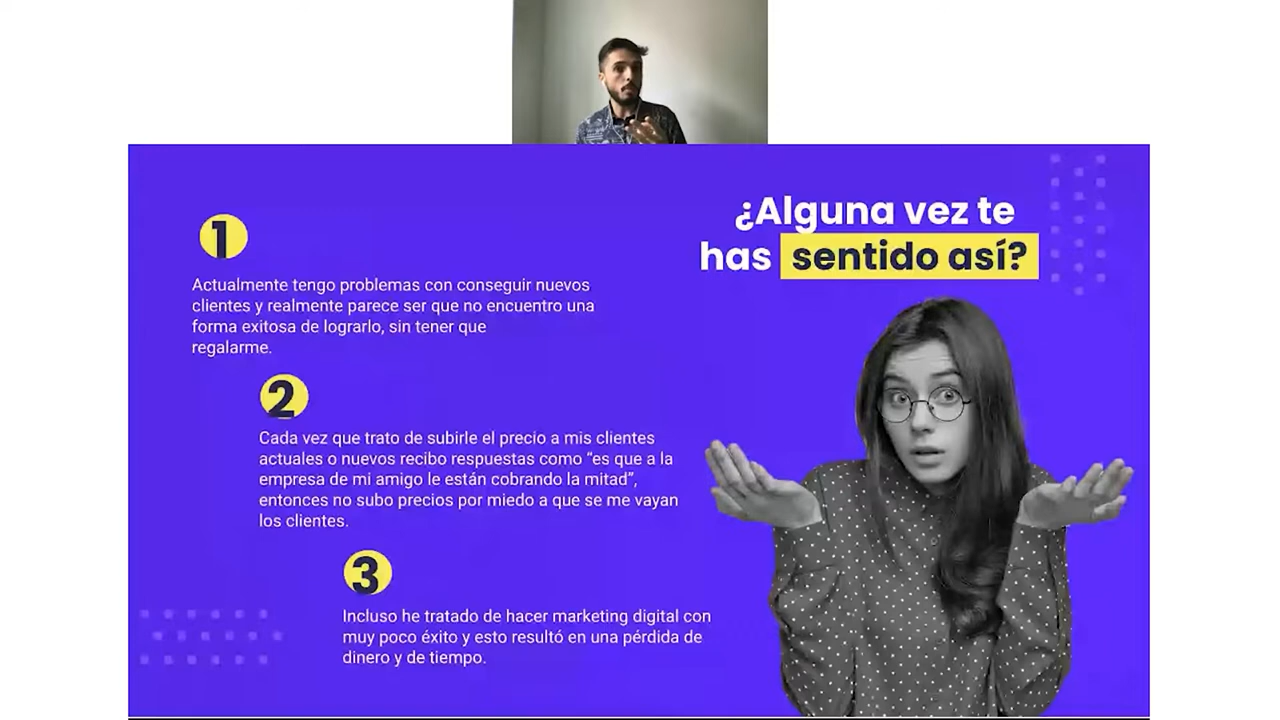 ¿Alguna vez te
has sentido así?
1
Actualmente tengo problemas con conseguir nuevos
clientes y realmente parece ser que no encuentro una
forma exitosa de lograrlo, sin tener que
regalarme.
2
Cada vez que trato de subirle el precio a mis clientes
actuales o nuevos recibo respuestas como “es que a la
empresa de mi amigo le están cobrando la mitad”,
entonces no subo precios por miedo a que se me vayan
los clientes.
3
Incluso he tratado de hacer marketing digital con
muy poco éxito y esto resultó en una pérdida de
dinero y de tiempo.